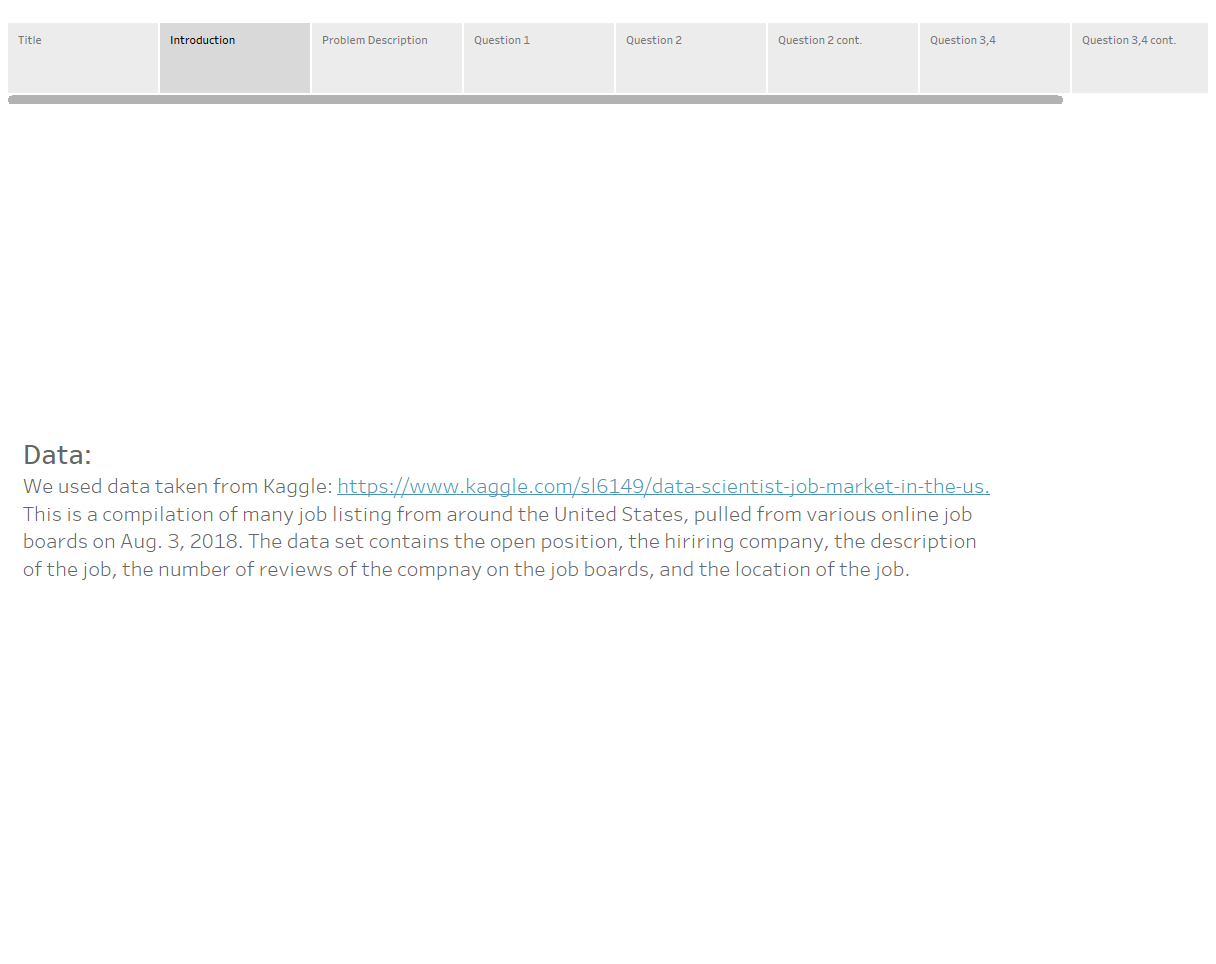 Title
Introduction
Problem Description
Question 1
Question 2
Question 2 cont.
Question 3,4
Question 3,4 cont.
Data:
We used data taken from Kaggle: https://www.kaggle.com/sl6149/data-scientist-job-market-in-the-us.
This is a compilation of many job listing from around the United States, pulled from various online job
boards on Aug. 3, 2018. The data set contains the open position, the hiriring company, the description
of the job, the number of reviews of the compnay on the job boards, and the location of the job.